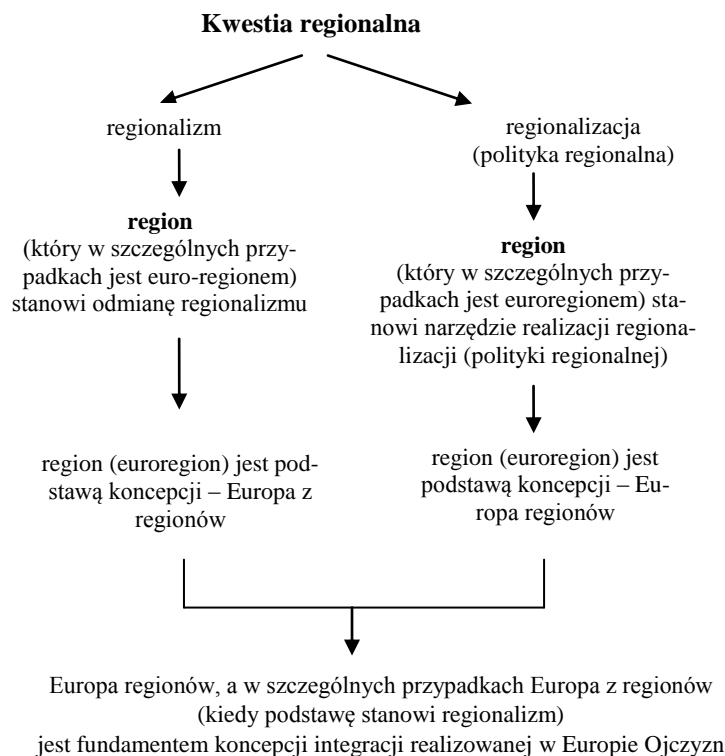 Kwestia regionalna
regionalizm
regionalizacja
(polityka regionalna)
region
(który w szczególnych przy-
padkach jest euro-regionem)
stanowi odmianę regionalizmu
region
(który w szczególnych przy-
padkach jest euroregionem) sta-
nowi narzędzie realizacji regiona-
lizacji (polityki regionalnej)
region (euroregion) jest pod-
stawą koncepcji – Europa z
regionów
region (euroregion) jest
podstawą koncepcji – Eu-
ropa regionów
Europa regionów, a w szczególnych przypadkach Europa z regionów
(kiedy podstawę stanowi regionalizm)
jest fundamentem koncepcji integracji realizowanej w Europie Ojczyzn